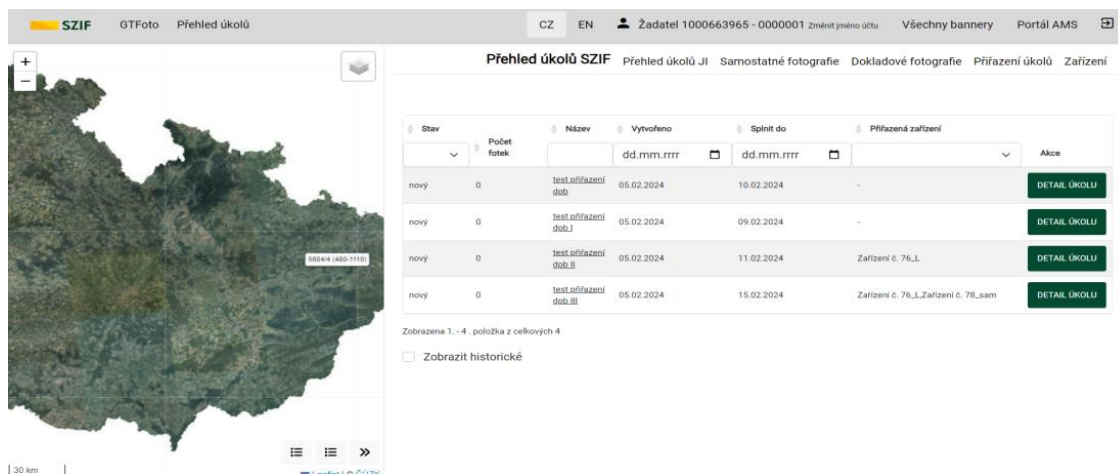 SZIF GTFoto Přehled úkolů CZ EN Žadatel 1000663965 - 0000001 Změnit jméno účtu Všechny bannery Portál AMS
+
−
Přehled úkolů SZIF Přehled úkolů JI Samostatné fotografie Dokladové fotografie Přiřazení úkolů Zařízení
Stav Počet fotek Název Vytvořeno Splnit do Přiřazená zařízení Akce
dd.mm.rrrr dd.mm.rrrr
nový 0 test přiřazení dpb 05.02.2024 10.02.2024 - DETAIL ÚKOLU
nový 0 test přiřazení dpb I 05.02.2024 09.02.2024 - DETAIL ÚKOLU
nový 0 test přiřazení dpb II 05.02.2024 11.02.2024 Zařízení č. 76_L DETAIL ÚKOLU
nový 0 test přiřazení dpb III 05.02.2024 15.02.2024 Zařízení č. 76_L,Zařízení č. 78_sam DETAIL ÚKOLU
5604/4 (480-1110)
Zobrazena 1. - 4 . položka z celkových 4
Zobrazit historické
30 km
Leaflet | © ČÚZK